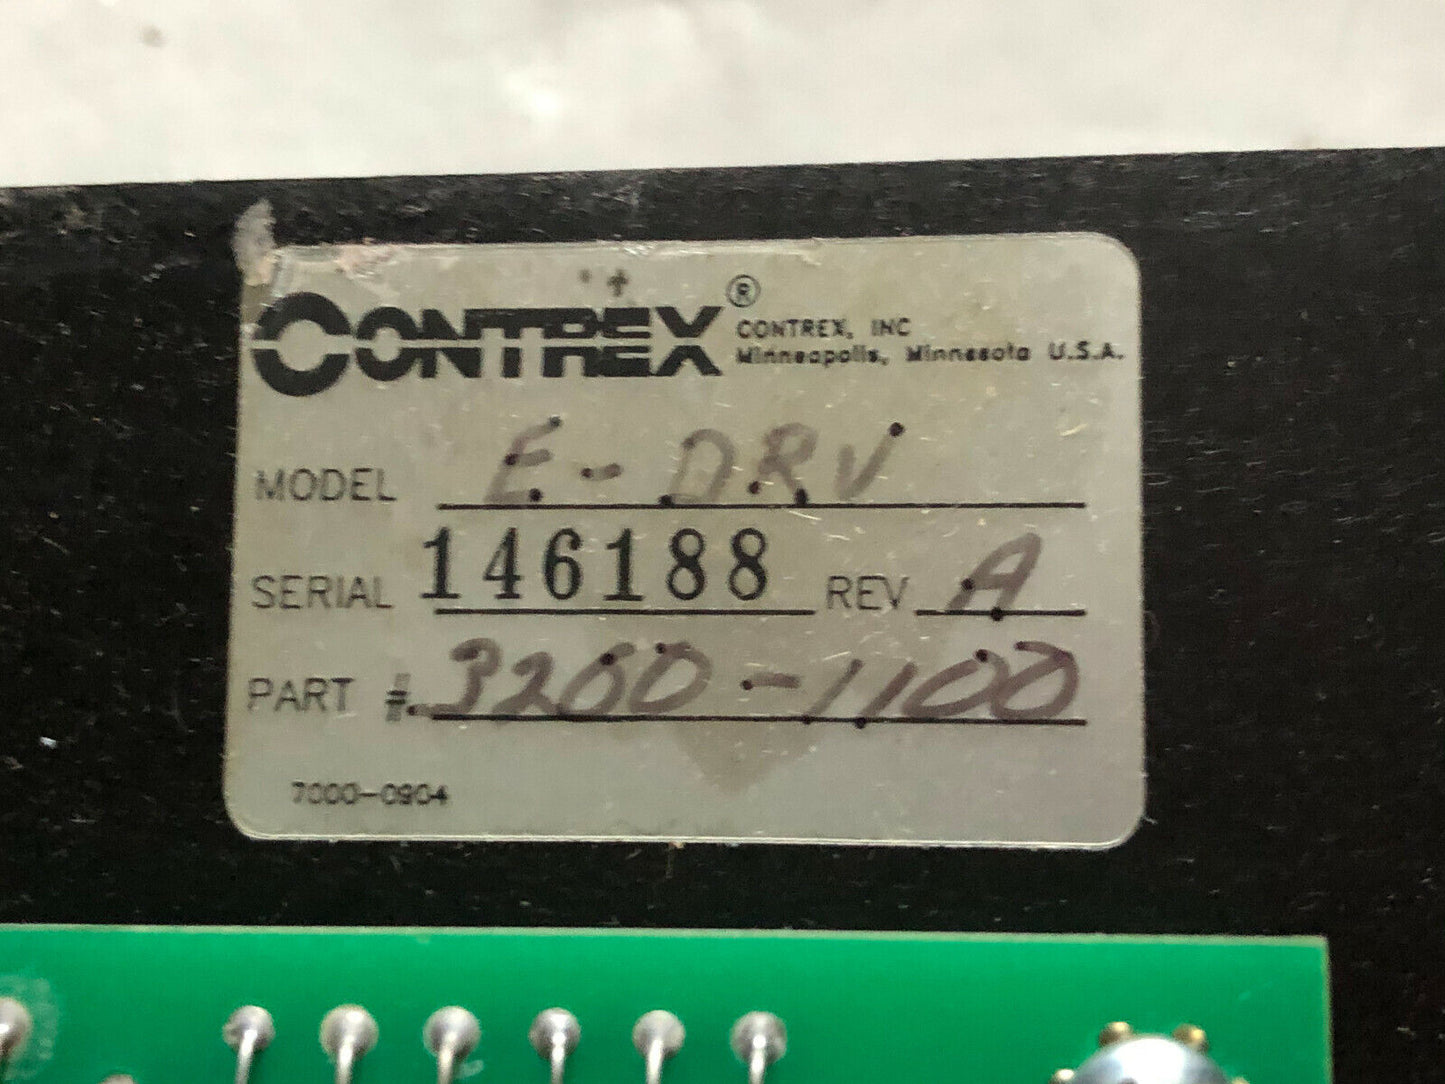 CONTREX® CONTREX, INC
Minneapolis, Minnesota U.S.A.
MODEL E-DRV
SERIAL 146188 REV A
PART # 3200-1100
7000-0904